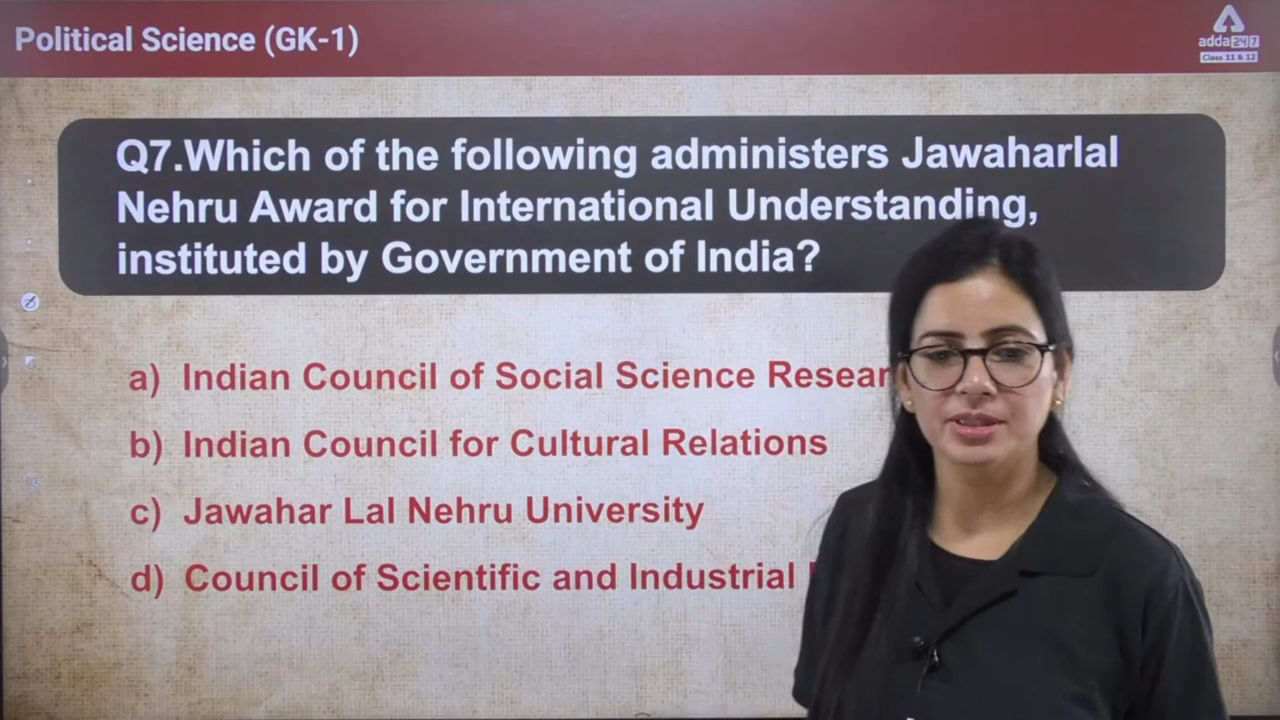 Political Science (GK-1)
adda247
Class 11 & 12
Q7.Which of the following administers Jawaharlal
Nehru Award for International Understanding,
instituted by Government of India?
a) Indian Council of Social Science
b) Indian Council for Cultural Relations
c) Jawahar Lal Nehru University
d) Council of Scientific and Industrial